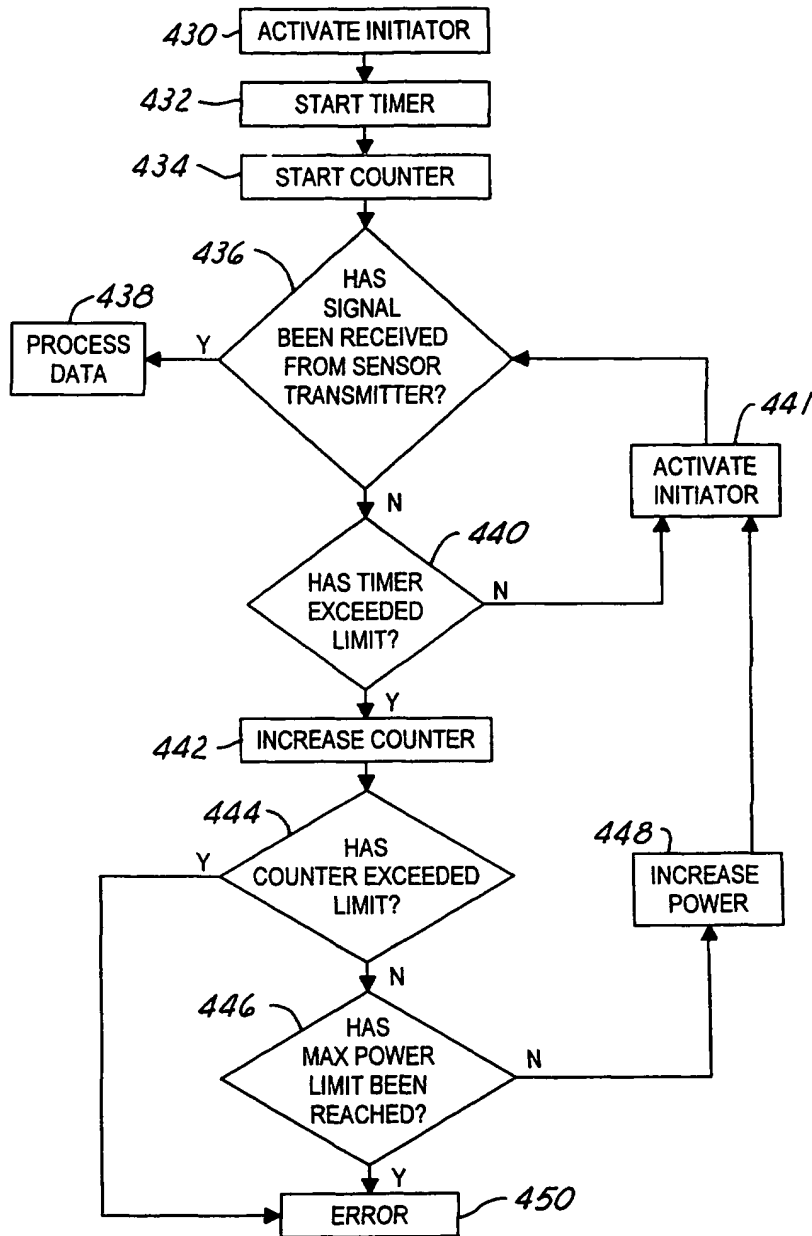 430
ACTIVATE INITIATOR
432
START TIMER
434
START COUNTER
436
HAS
SIGNAL
BEEN RECEIVED
FROM SENSOR
TRANSMITTER?
438
PROCESS
DATA
Y
441
ACTIVATE
INITIATOR
N
440
HAS TIMER
EXCEEDED
LIMIT?
N
Y
442
INCREASE COUNTER
444
HAS
COUNTER EXCEEDED
LIMIT?
Y
448
INCREASE
POWER
N
446
HAS
MAX POWER
LIMIT BEEN
REACHED?
N
Y
ERROR
450